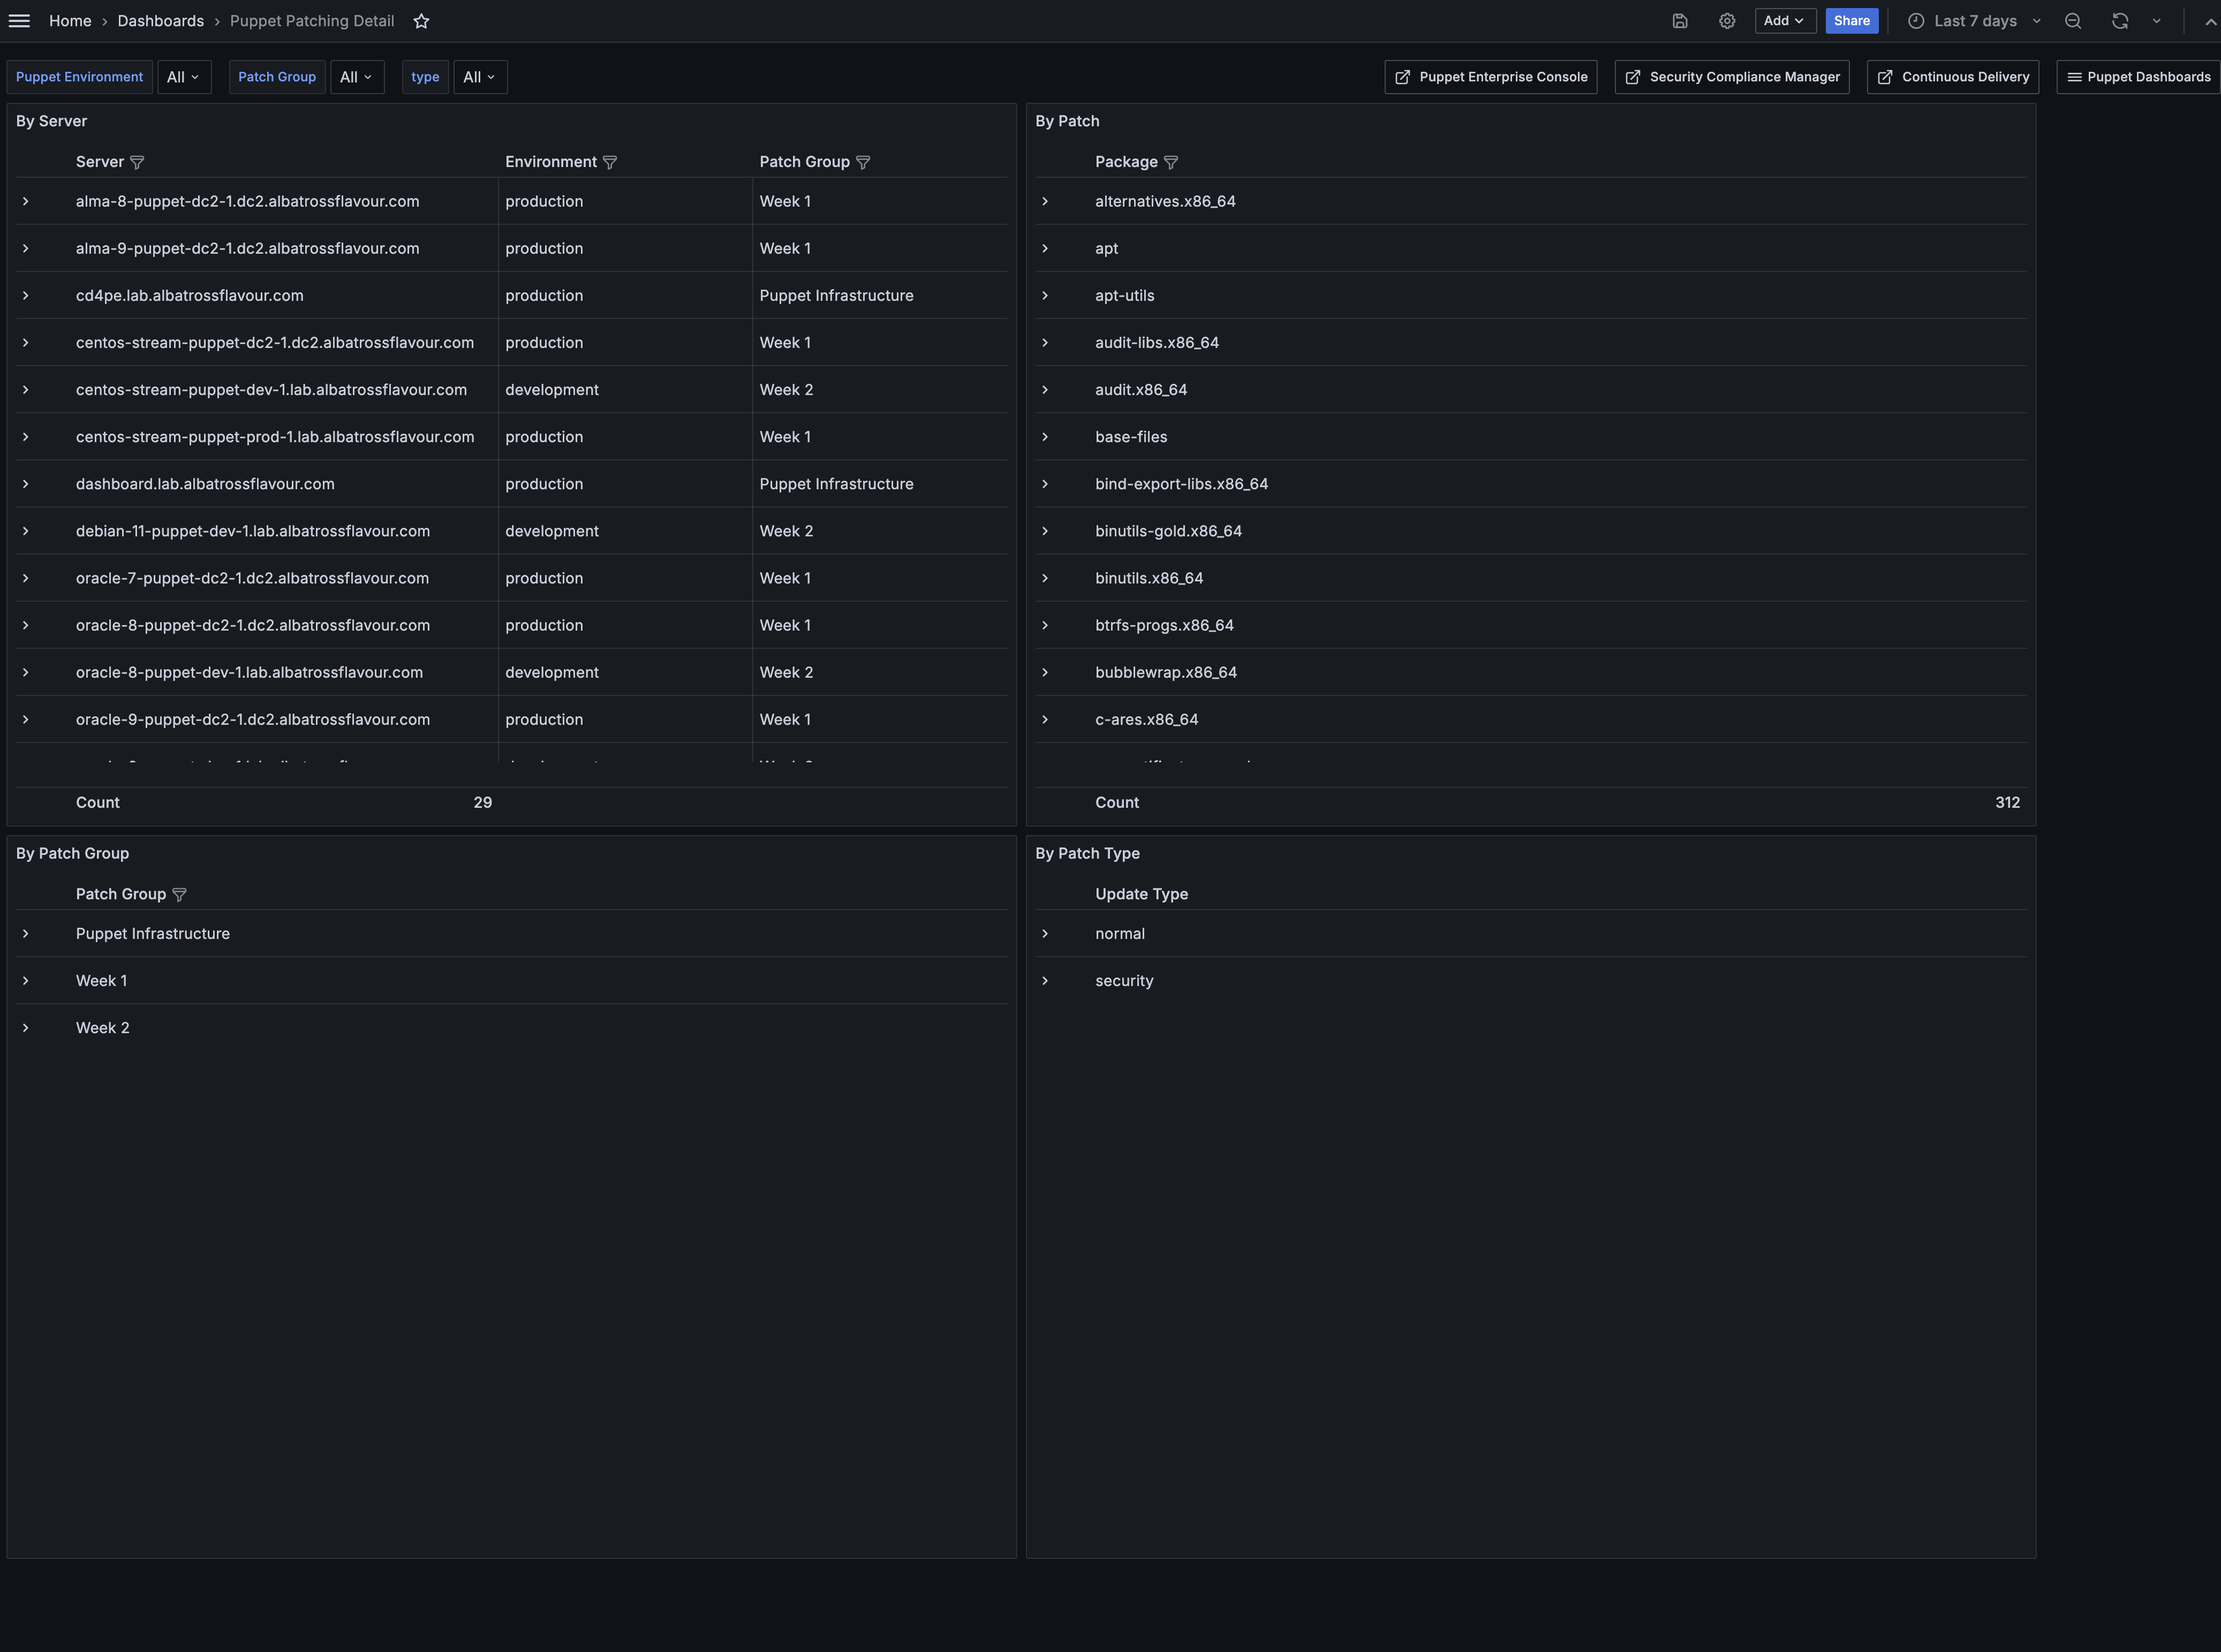 Home › Dashboards › Puppet Patching Detail
Add
Share
Last 7 days
Puppet Environment All
Patch Group All
type All
Puppet Enterprise Console
Security Compliance Manager
Continuous Delivery
Puppet Dashboards
By Server
Server Environment Patch Group
alma-8-puppet-dc2-1.dc2.albatrossflavour.com production Week 1
alma-9-puppet-dc2-1.dc2.albatrossflavour.com production Week 1
cd4pe.lab.albatrossflavour.com production Puppet Infrastructure
centos-stream-puppet-dc2-1.dc2.albatrossflavour.com production Week 1
centos-stream-puppet-dev-1.lab.albatrossflavour.com development Week 2
centos-stream-puppet-prod-1.lab.albatrossflavour.com production Week 1
dashboard.lab.albatrossflavour.com production Puppet Infrastructure
debian-11-puppet-dev-1.lab.albatrossflavour.com development Week 2
oracle-7-puppet-dc2-1.dc2.albatrossflavour.com production Week 1
oracle-8-puppet-dc2-1.dc2.albatrossflavour.com production Week 1
oracle-8-puppet-dev-1.lab.albatrossflavour.com development Week 2
oracle-9-puppet-dc2-1.dc2.albatrossflavour.com production Week 1
Count 29
By Patch
Package
alternatives.x86_64
apt
apt-utils
audit-libs.x86_64
audit.x86_64
base-files
bind-export-libs.x86_64
binutils-gold.x86_64
binutils.x86_64
btrfs-progs.x86_64
bubblewrap.x86_64
c-ares.x86_64
Count 312
By Patch Group
Patch Group
Puppet Infrastructure
Week 1
Week 2
By Patch Type
Update Type
normal
security